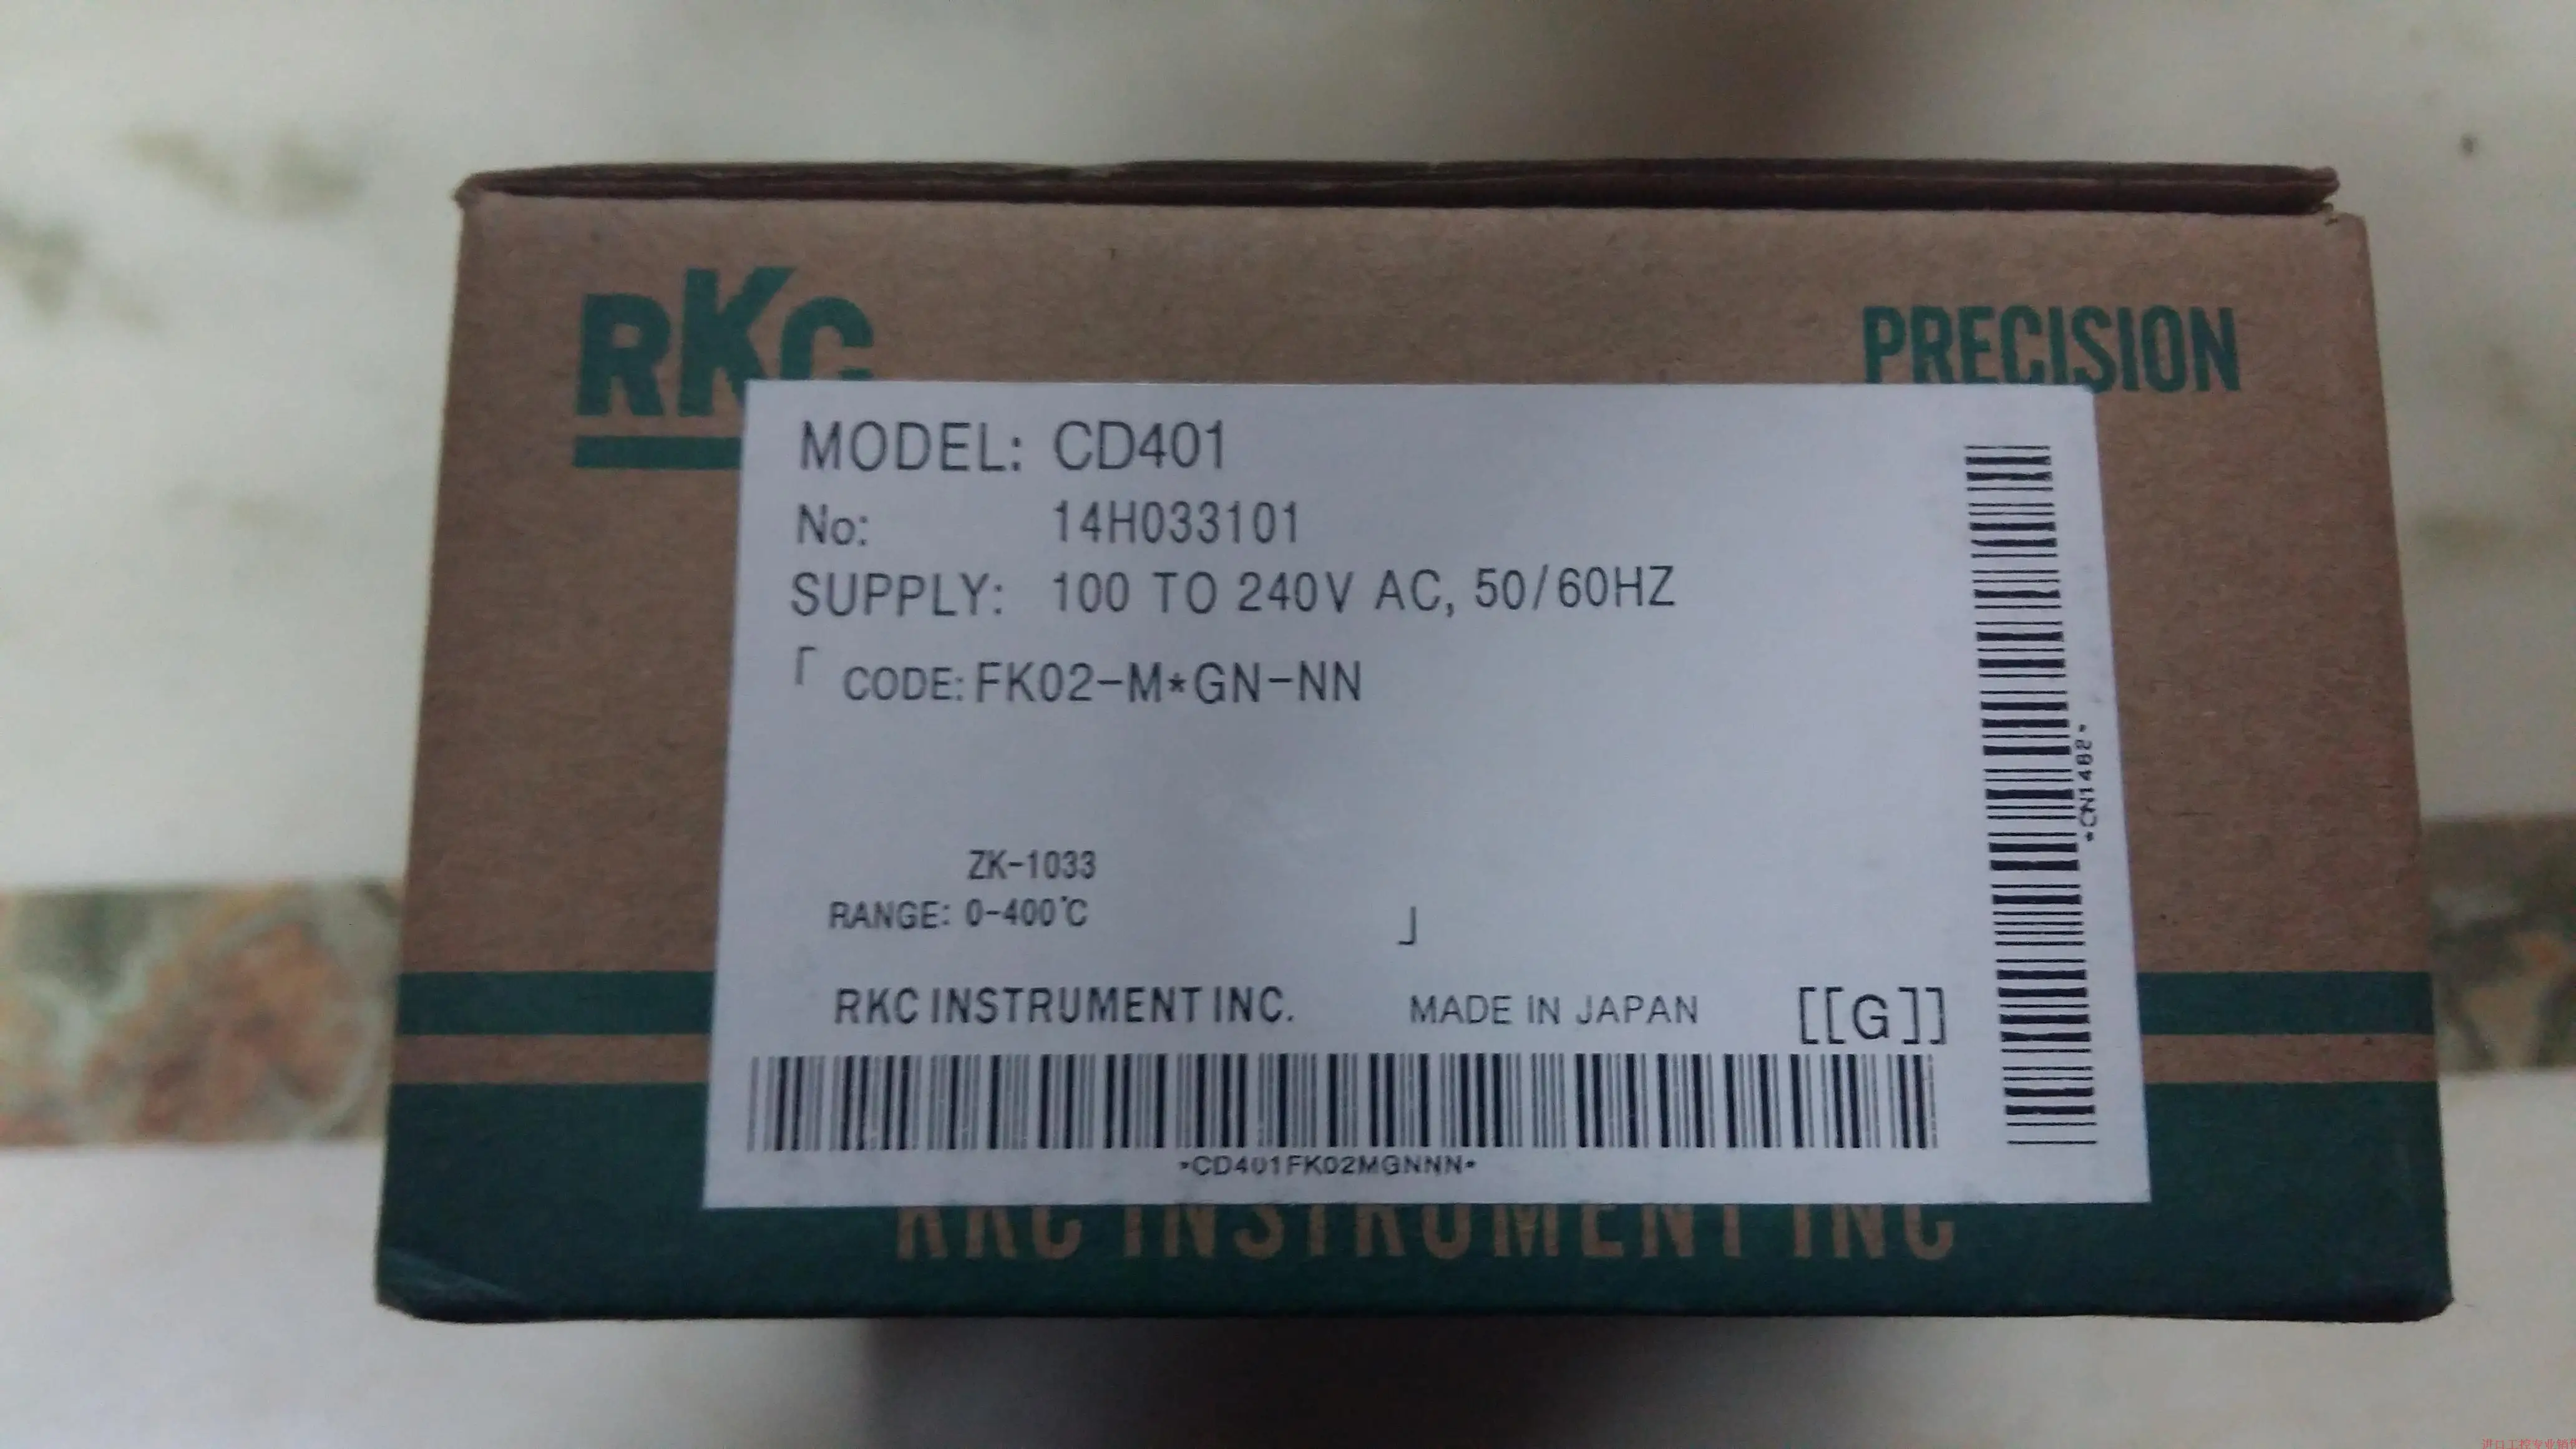 RKC
PRECISION
MODEL: CD401
No: 14H033101
SUPPLY: 100 TO 240V AC, 50/60HZ
「 CODE: FK02-M*GN-NN
ZK-1033
RANGE: 0-400℃ 」
RKC INSTRUMENT INC. MADE IN JAPAN [[G]]
*CD401FK02MGNNN*
*CN1482*
RKC INSTRUMENT INC